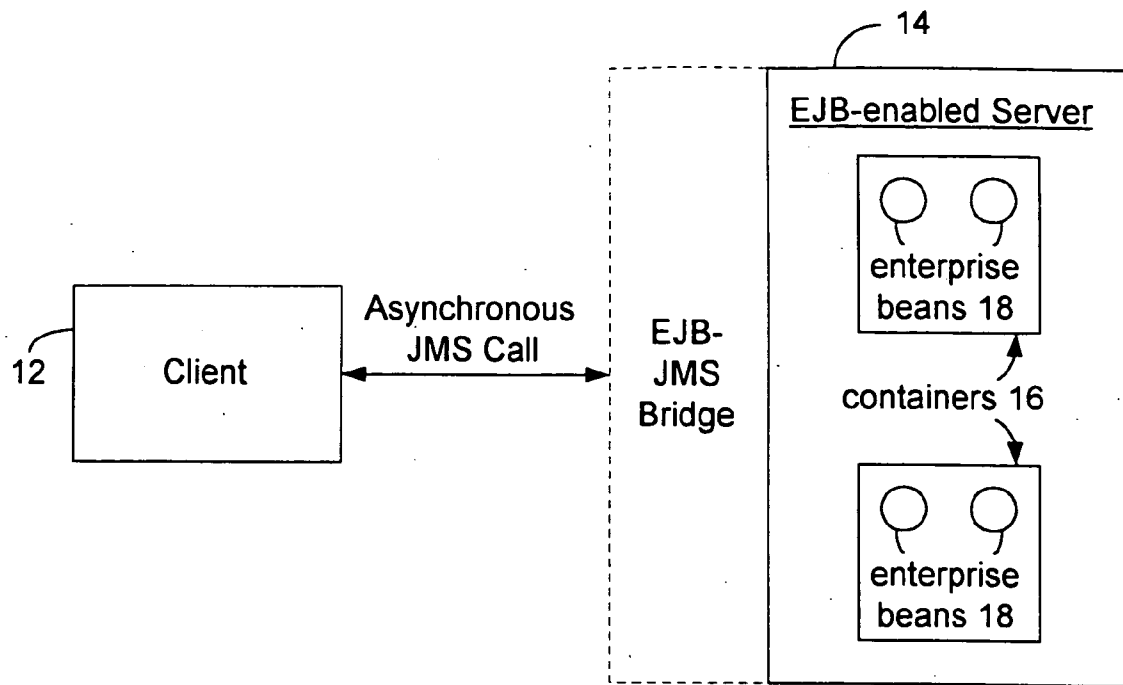 14
EJB-enabled Server
enterprise
beans 18
Asynchronous
JMS Call
12
Client
EJB-
JMS
Bridge
containers 16
enterprise
beans 18